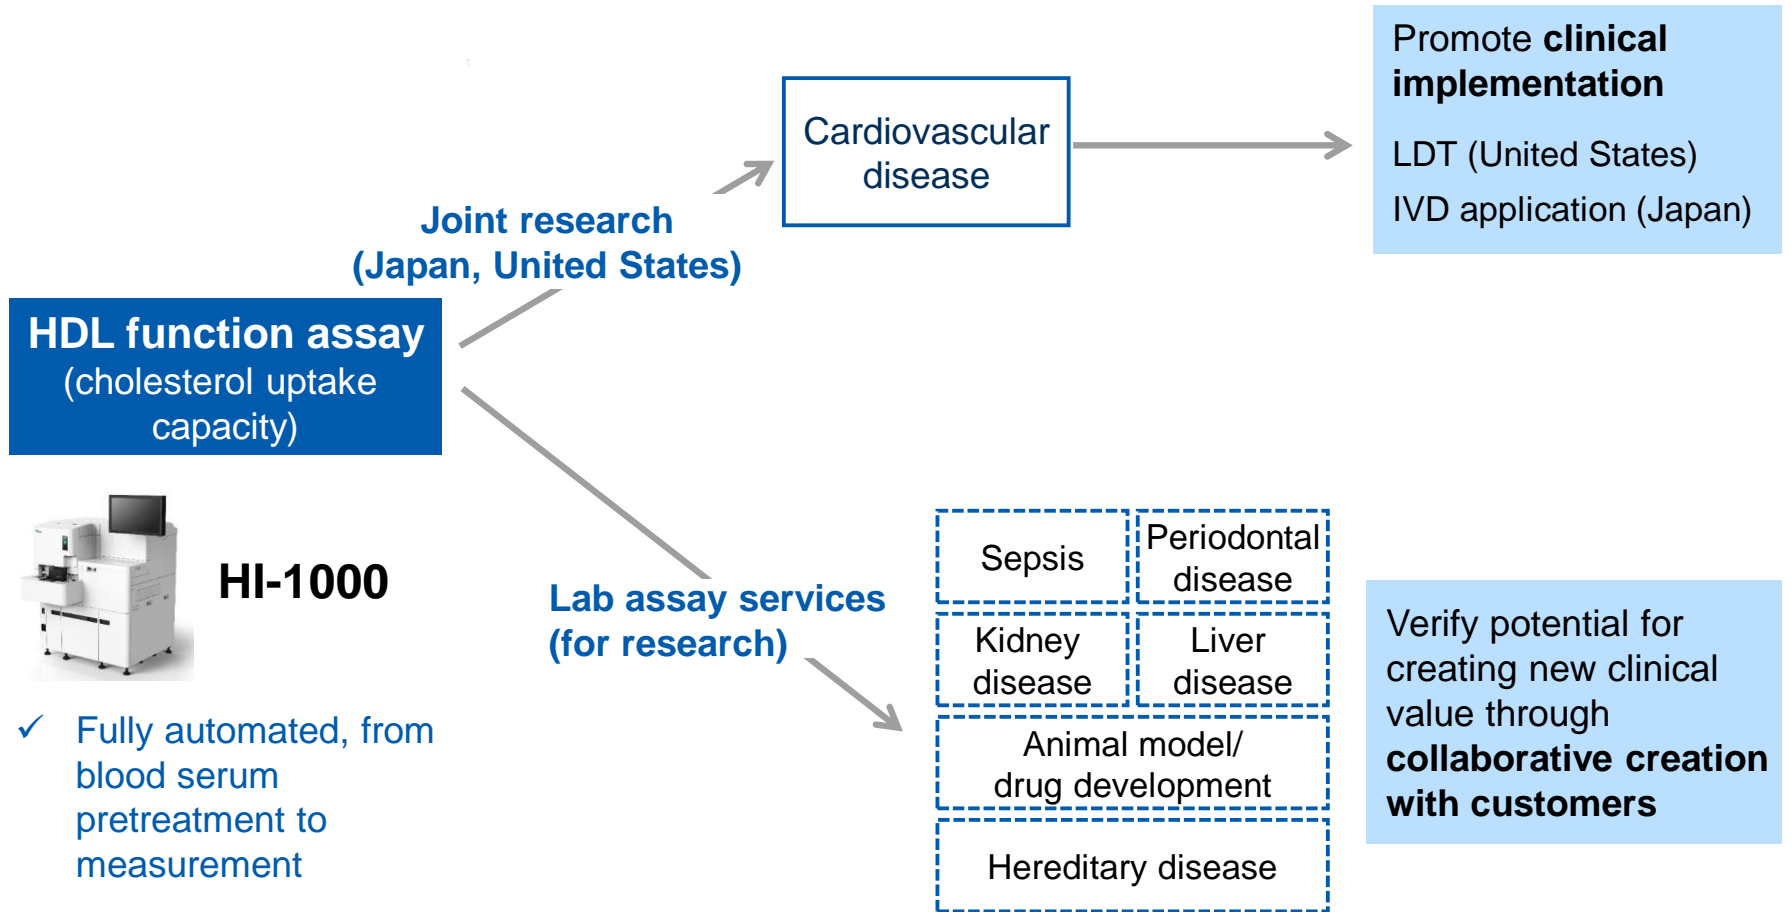 Promote clinical
implementation
LDT (United States)
IVD application (Japan)
Cardiovascular
disease
Joint research
(Japan, United States)
HDL function assay
(cholesterol uptake
capacity)
HI-1000
Fully automated, from
blood serum
pretreatment to
measurement
Lab assay services
(for research)
Sepsis
Periodontal
disease
Kidney
disease
Liver
disease
Animal model/
drug development
Hereditary disease
Verify potential for
creating new clinical
value through
collaborative creation
with customers